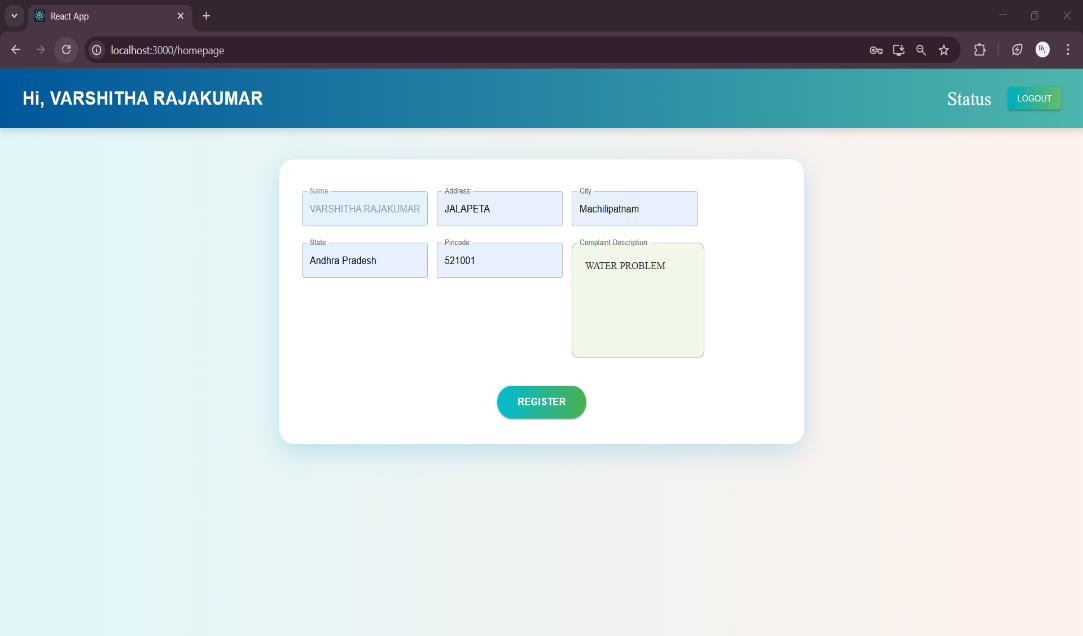 React App
localhost:3000/homepage
Hi, VARSHITHA RAJAKUMAR
Status
LOGOUT
Name
VARSHITHA RAJAKUMAR
Address
JALAPETA
City
Machilipatnam
State
Andhra Pradesh
Pincode
521001
Complaint Description
WATER PROBLEM
REGISTER